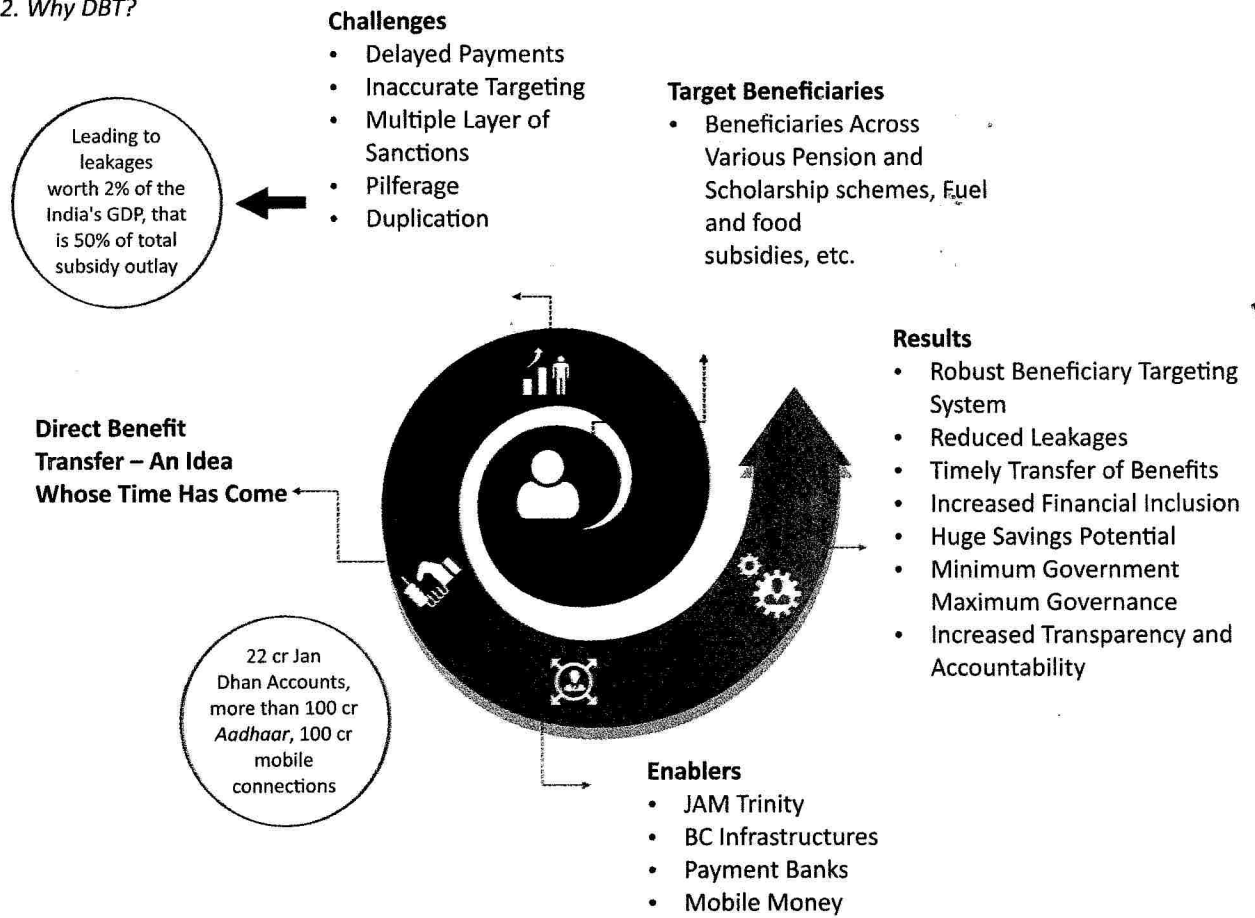 2. Why DBT?
Challenges
• Delayed Payments
• Inaccurate Targeting
• Multiple Layer of
Sanctions
• Pilferage
• Duplication
Leading to
leakages
worth 2% of the
India's GDP, that
is 50% of total
subsidy outlay
Target Beneficiaries
• Beneficiaries Across
Various Pension and
Scholarship schemes, Fuel
and food
subsidies, etc.
Results
• Robust Beneficiary Targeting
System
• Reduced Leakages
• Timely Transfer of Benefits
• Increased Financial Inclusion
• Huge Savings Potential
• Minimum Government
Maximum Governance
• Increased Transparency and
Accountability
Direct Benefit
Transfer – An Idea
Whose Time Has Come
22 cr Jan
Dhan Accounts,
more than 100 cr
Aadhaar, 100 cr
mobile
connections
Enablers
• JAM Trinity
• BC Infrastructures
• Payment Banks
• Mobile Money